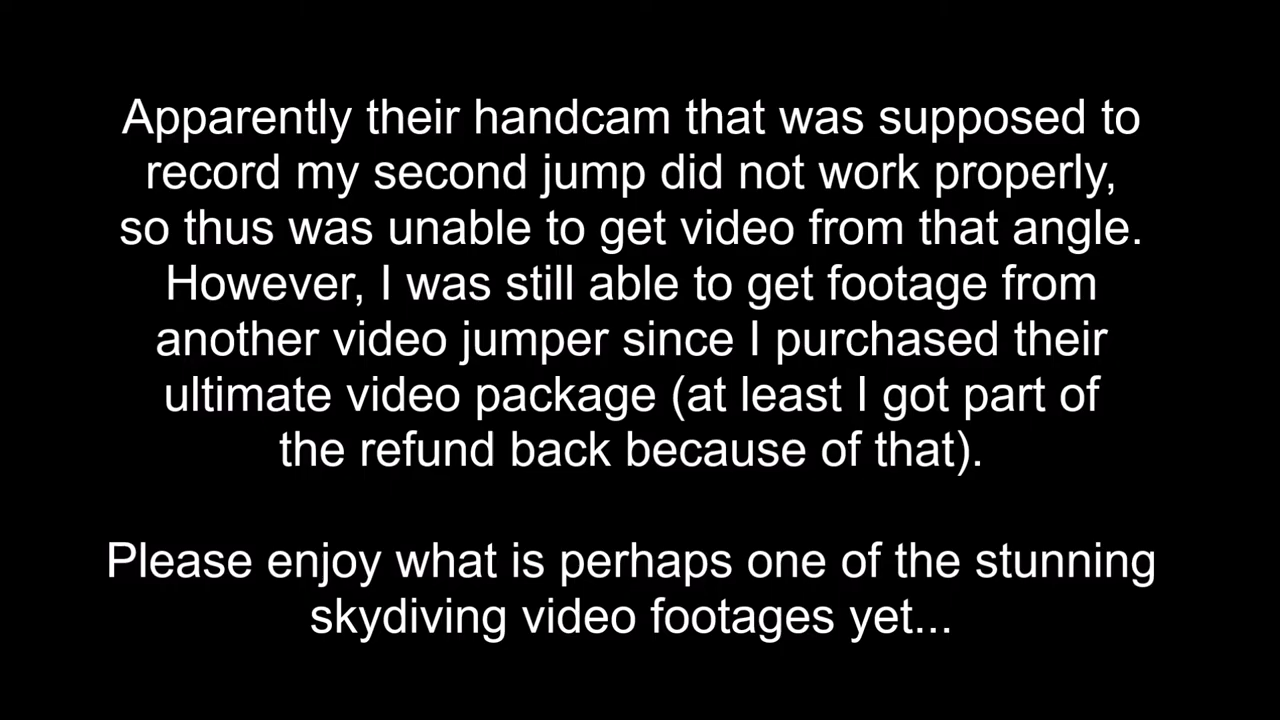 Apparently their handcam that was supposed to
record my second jump did not work properly,
so thus was unable to get video from that angle.
However, I was still able to get footage from
another video jumper since I purchased their
ultimate video package (at least I got part of
the refund back because of that).
Please enjoy what is perhaps one of the stunning
skydiving video footages yet...